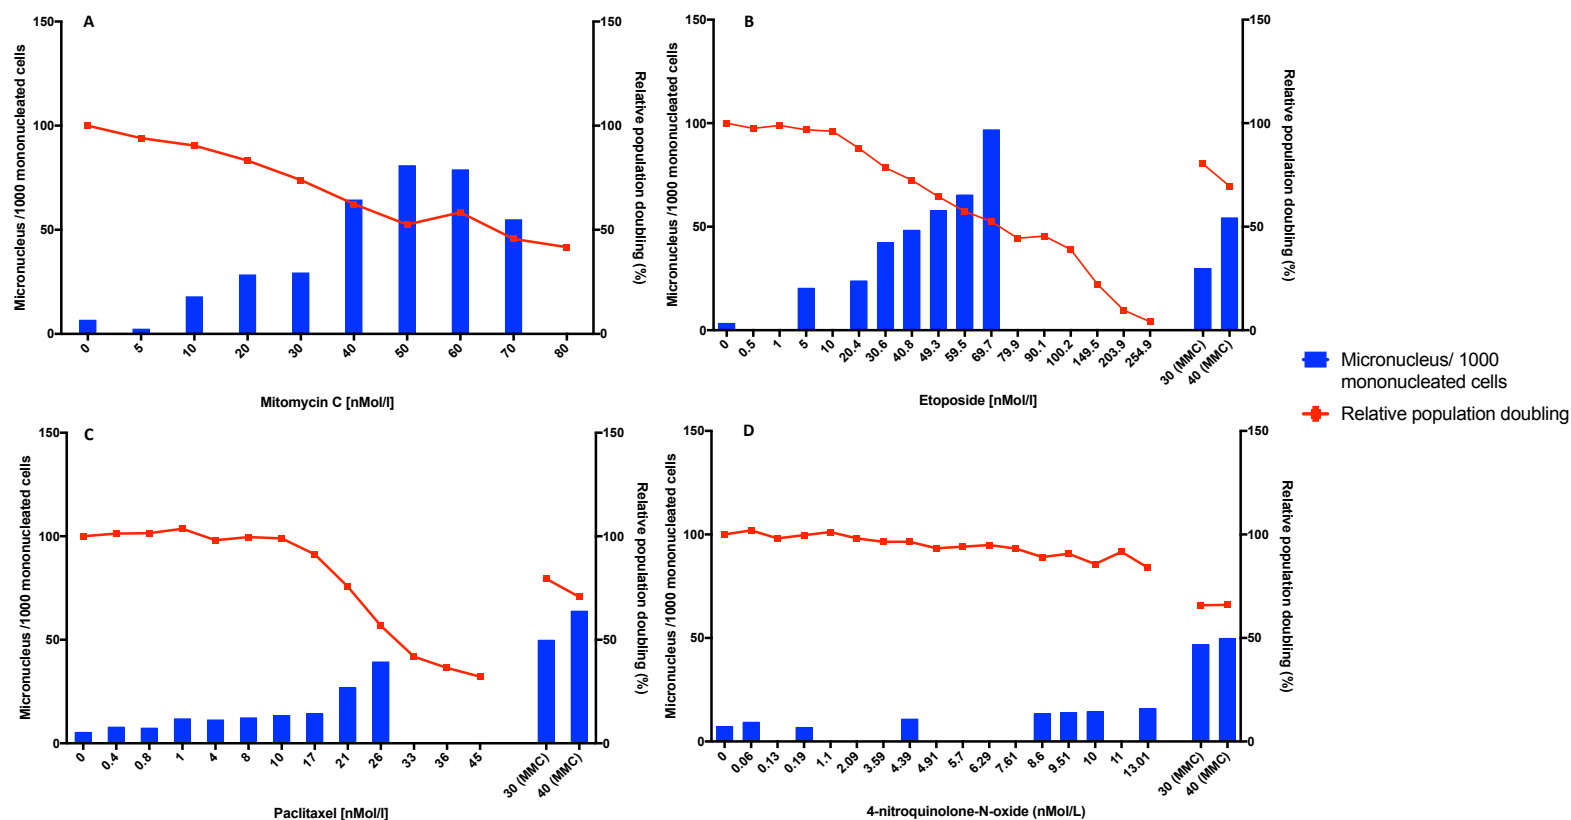 A
Micronucleus /1000 mononucleated cells
150
100
50
0
150
100
50
0
Relative population doubling (%)
0 5 10 20 30 40 50 60 70 80
Mitomycin C [nMol/l]
B
Micronucleus /1000 mononucleated cells
150
100
50
0
150
100
50
0
Relative population doubling (%)
0 0.5 1 5 10 20.4 30.6 40.8 49.3 59.5 69.7 79.9 90.1 100.2 149.5 203.9 254.9 30 (MMC) 40 (MMC)
Etoposide [nMol/l]
Micronucleus/ 1000
mononucleated cells
Relative population doubling
C
Micronucleus /1000 mononucleated cells
150
100
50
0
150
100
50
0
Relative population doubling (%)
0 0.4 0.8 1 4 8 10 17 21 26 33 36 45 30 (MMC) 40 (MMC)
Paclitaxel [nMol/l]
D
Micronucleus /1000 mononucleated cells
150
100
50
0
150
100
50
0
Relative population doubling (%)
0 0.06 0.13 0.19 1.1 2.09 3.59 4.39 4.91 5.7 6.29 7.61 8.6 9.51 10 11 13.01 30 (MMC) 40 (MMC)
4-nitroquinolone-N-oxide (nMol/L)